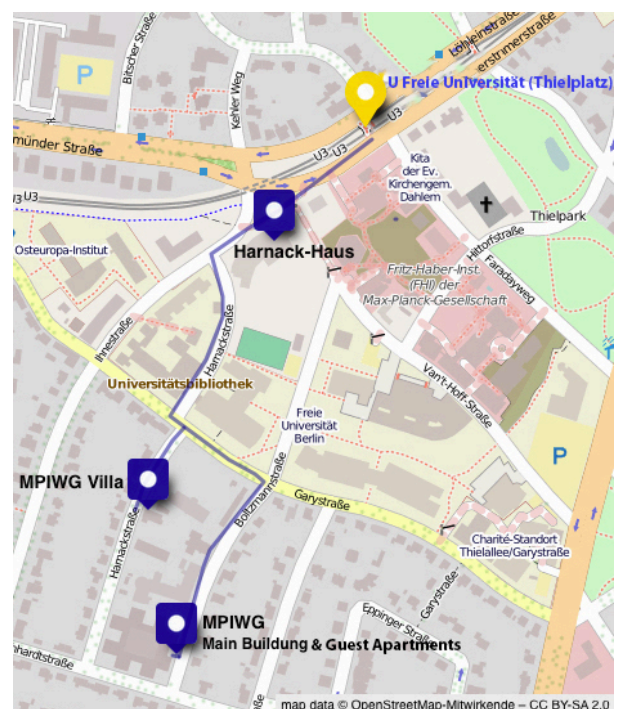 Bitscher Straße
Löhleinstraße
P
Kehler Weg
erstrmerstraße
U Freie Universität (Thielplatz)
U3
münder Straße
U3
U3
Kita
der Ev.
Kirchengem.
Dahlem
U3
U3
Thielpark
Harnack-Haus
Hittorfstraße
Osteuropa-Institut
Fritz-Haber-Inst.
(FHI) der
Max-Planck-Gesellschaft
Faradayweg
Ihnestraße
Harnackstraße
Van't-Hoff-Straße
Universitätsbibliothek
Freie
Universität
Berlin
P
MPIWG Villa
Boltzmannstraße
Garystraße
Harnackstraße
Charité-Standort
Thielallee/Garystraße
Garystraße
Eppinger Straße
MPIWG
Main Buildung & Guest Apartments
nhardtstraße
map data © OpenStreetMap-Mitwirkende – CC BY-SA 2.0